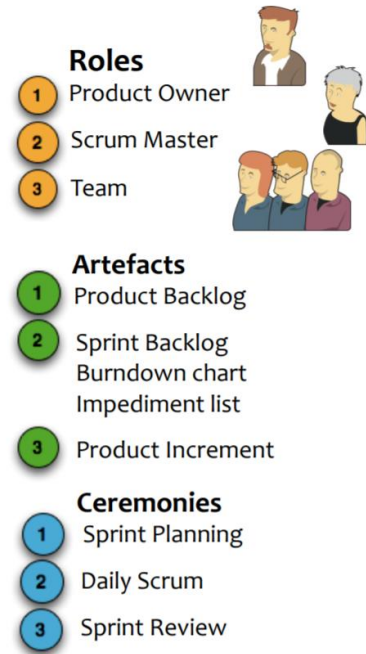 Roles
1 Product Owner
2 Scrum Master
3 Team
Artefacts
1 Product Backlog
2 Sprint Backlog
Burndown chart
Impediment list
3 Product Increment
Ceremonies
1 Sprint Planning
2 Daily Scrum
3 Sprint Review